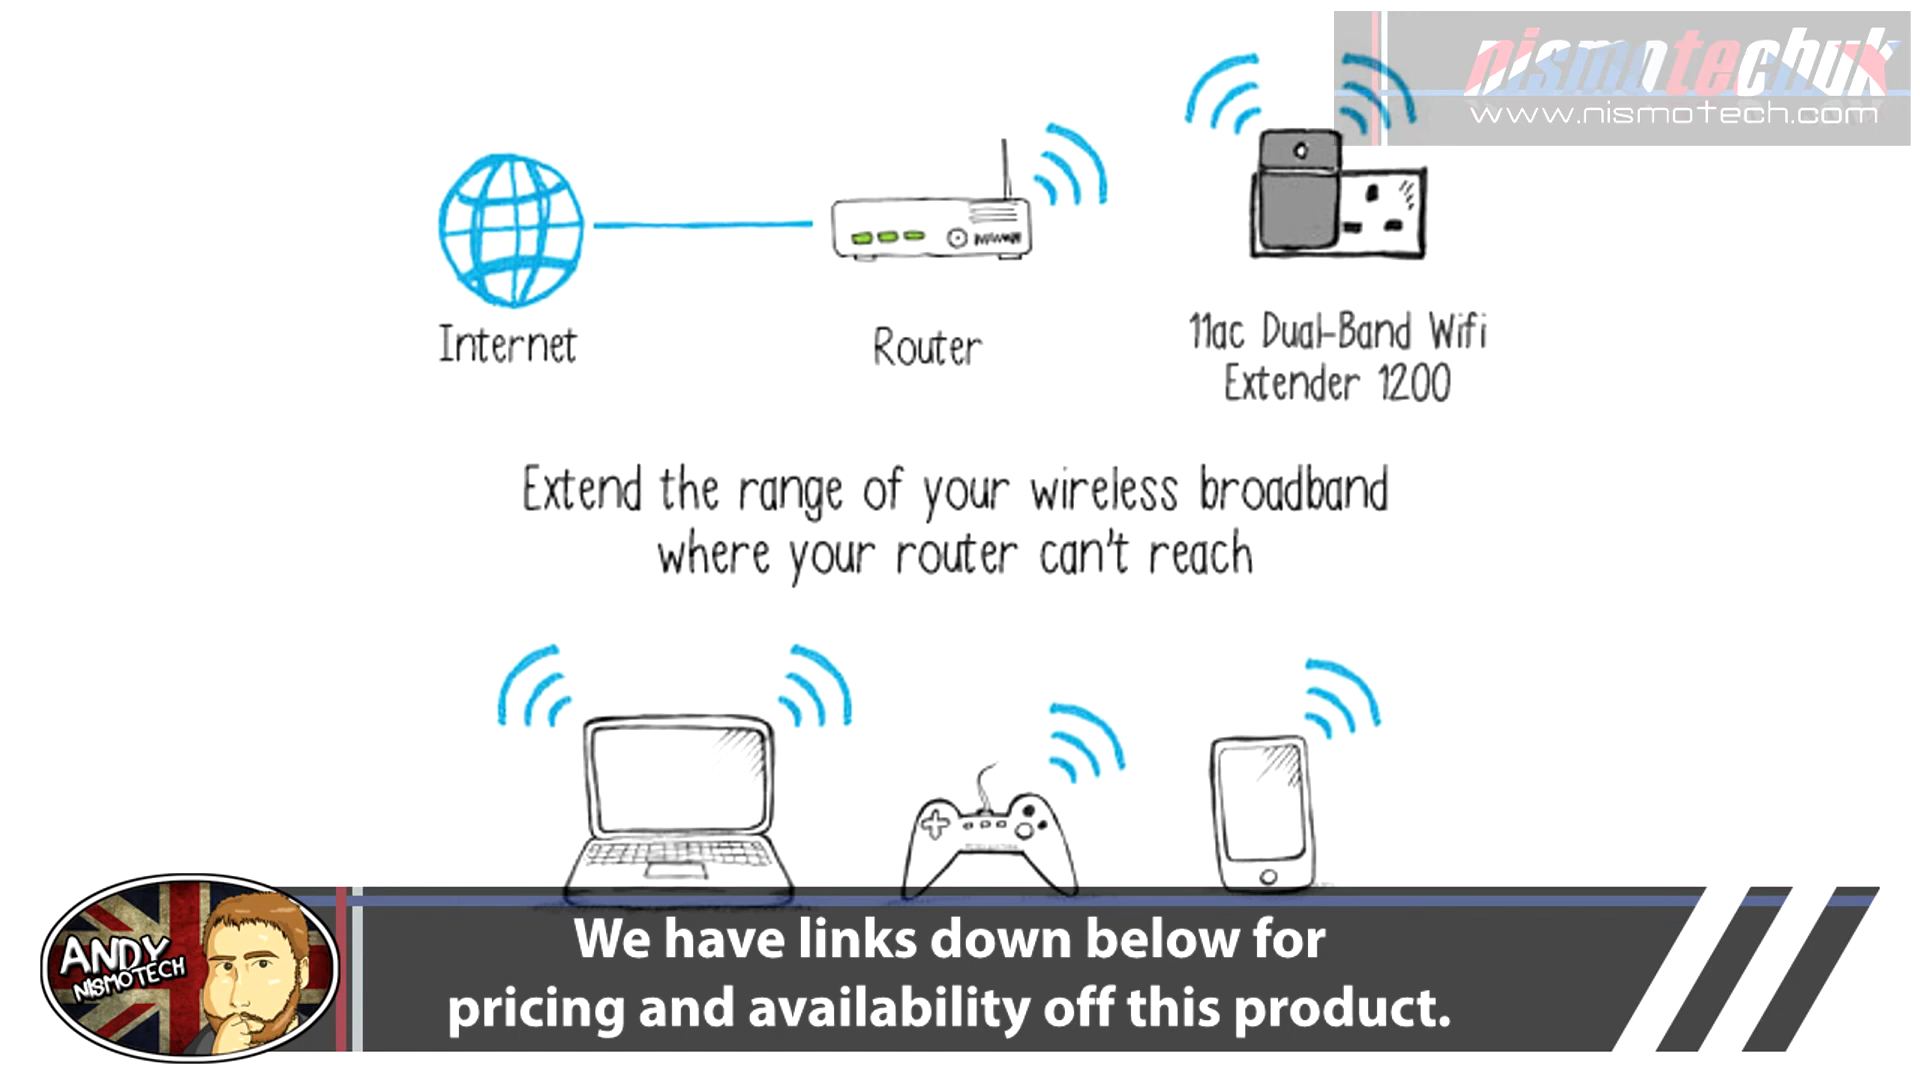 nismotechuk
www.nismotech.com
Internet
Router
11ac Dual-Band Wifi
Extender 1200
Extend the range of your wireless broadband
where your router can't reach
ANDY
NISMOTECH
We have links down below for
pricing and availability off this product.